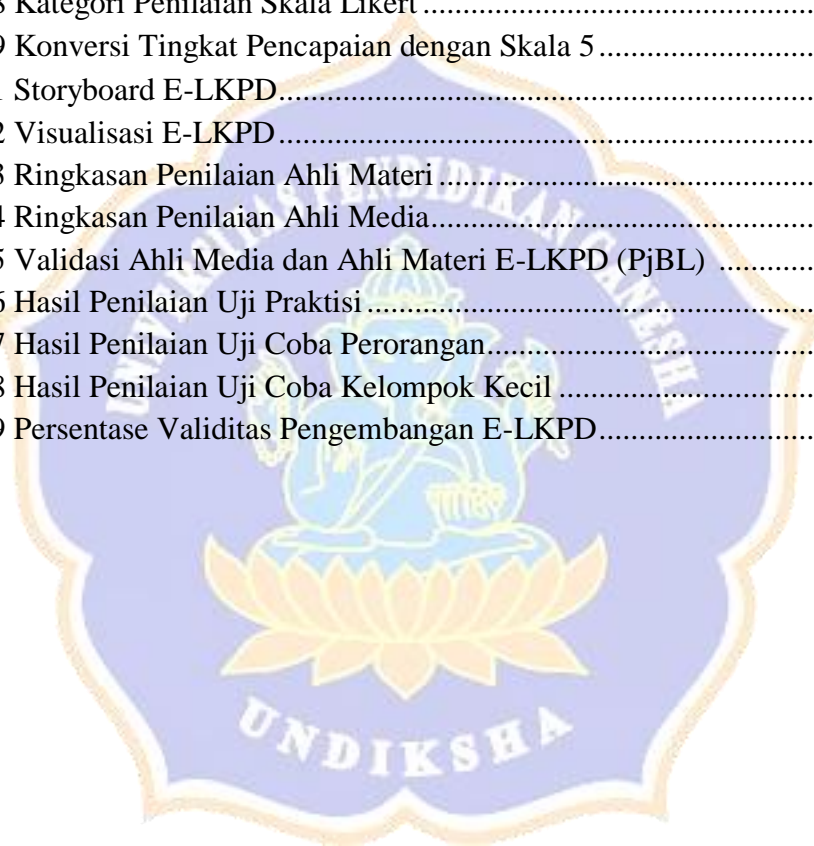 8 Kategori Penilaian Skala Likert ..........................................................
9 Konversi Tingkat Pencapaian dengan Skala 5 ................................
1 Storyboard E-LKPD................................................................................
2 Visualisasi E-LKPD................................................................................
3 Ringkasan Penilaian Ahli Materi ........................................................
4 Ringkasan Penilaian Ahli Media.........................................................
5 Validasi Ahli Media dan Ahli Materi E-LKPD (PjBL) ..............
6 Hasil Penilaian Uji Praktisi ..................................................................
7 Hasil Penilaian Uji Coba Perorangan.................................................
8 Hasil Penilaian Uji Coba Kelompok Kecil ......................................
9 Persentase Validitas Pengembangan E-LKPD................................
UNIVERSITAS PENDIDIKAN GANESHA
UNDIKSHA